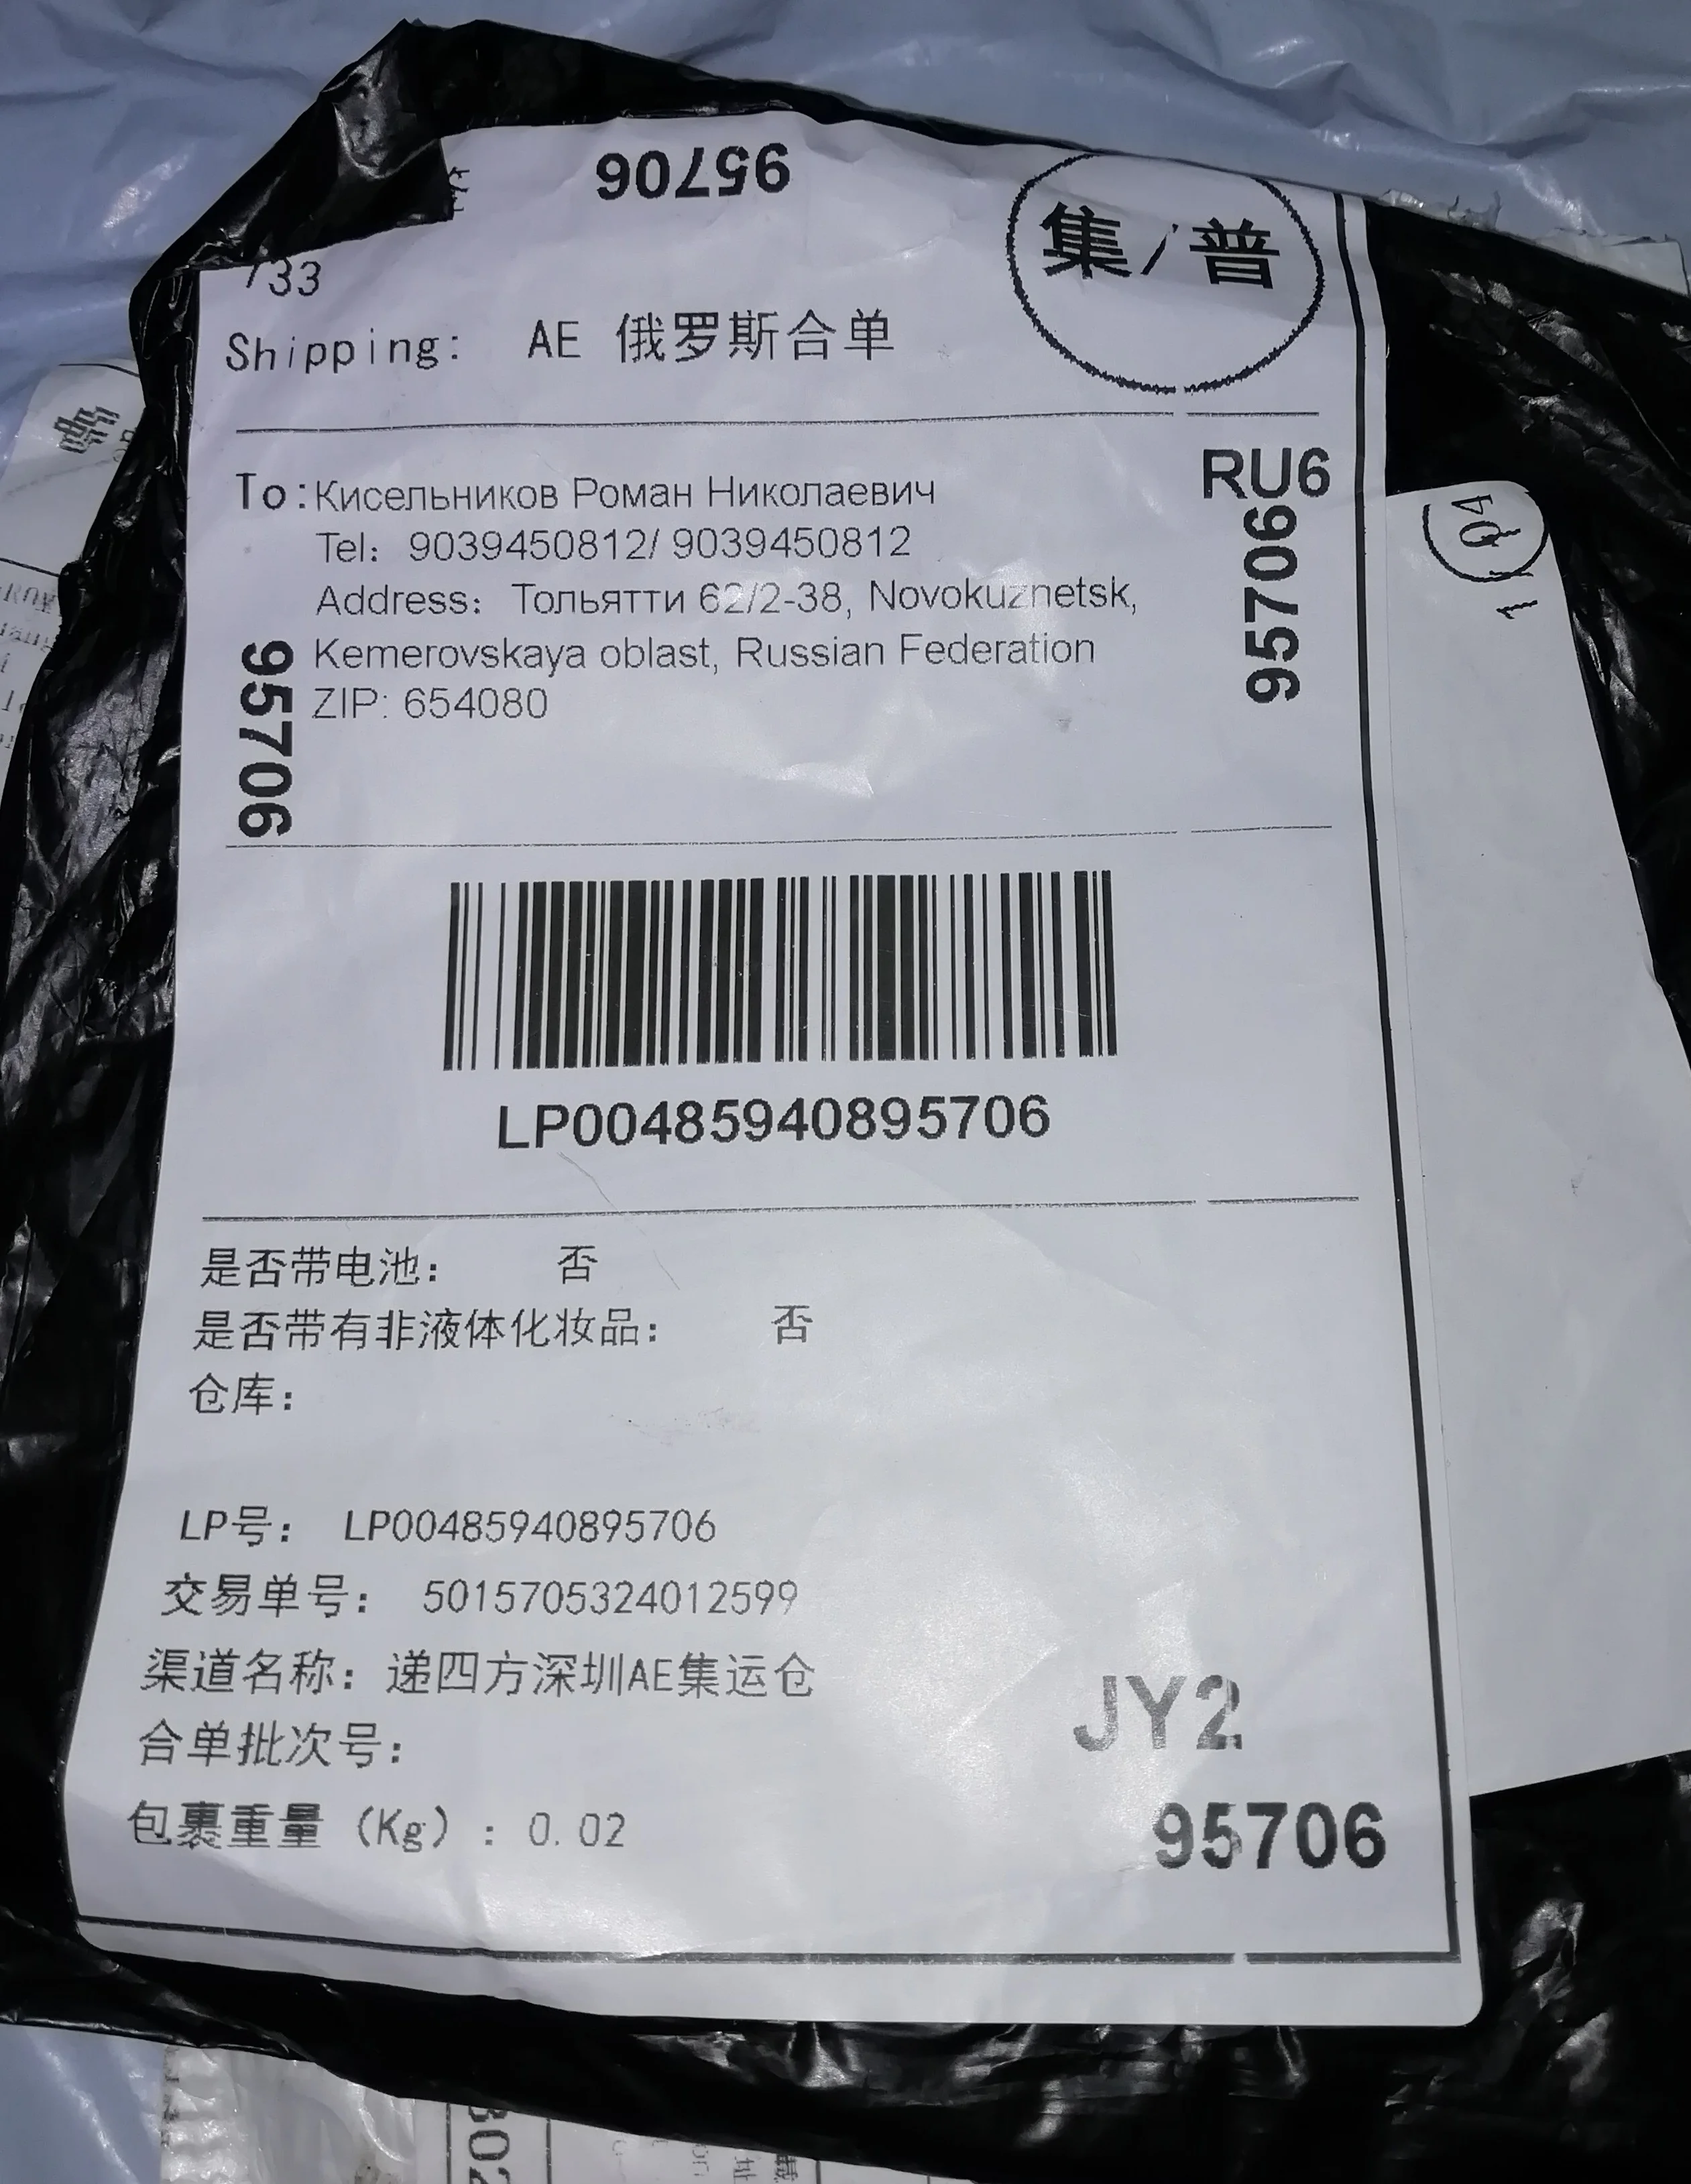 95706
集/普
733
Shipping: AE 俄罗斯合单
RU6
95706
To:Кисельников Роман Николаевич
Tel: 9039450812/ 9039450812
Address: Тольятти 62/2-38, Novokuznetsk,
Kemerovskaya oblast, Russian Federation
ZIP: 654080
95706
LP00485940895706
是否带电池: 否
是否带有非液体化妆品: 否
仓库:
LP号: LP00485940895706
交易单号: 5015705324012599
渠道名称: 递四方深圳AE集运仓
合单批次号:
JY2
包裹重量(Kg): 0.02
95706